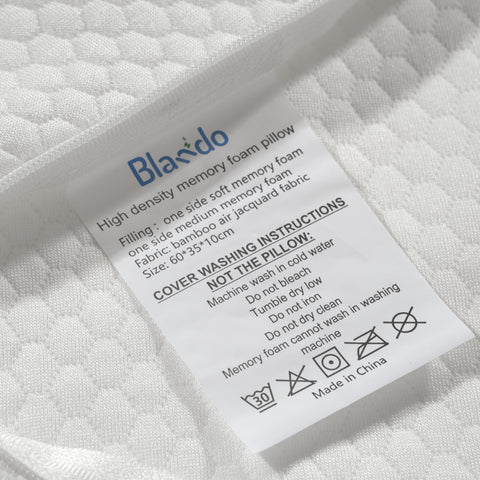 Blando
High density memory foam pillow
Filling : one side soft memory foam
one side medium memory foam
Fabric: bamboo air jacquard fabric
Size: 60*35*10cm
COVER WASHING INSTRUCTIONS
NOT THE PILLOW:
Machine wash in cold water
Do not bleach
Tumble dry low
Do not iron
Do not dry clean
Memory foam cannot wash in washing
machine
30
Made in China